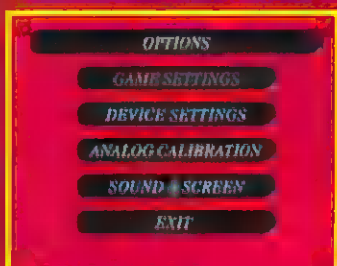 OPTIONS
GAME SETTINGS
DEVICE SETTINGS
ANALOG CALIBRATION
SOUND SCREEN
EXIT